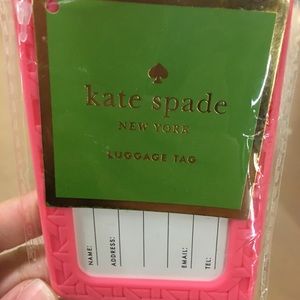 kate spade
NEW YORK
LUGGAGE TAG
NAME:
ADDRESS:
EMAIL:
TEL: